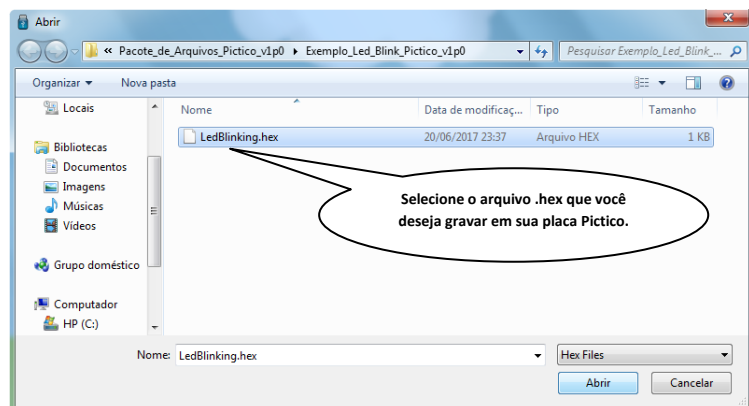 Abrir
« Pacote_de_Arquivos_Pictico_v1p0 Exemplo_Led_Blink_Pictico_v1p0 Pesquisar Exemplo_Led_Blink_...
Organizar Nova pasta
Locais
Bibliotecas
Documentos
Imagens
Músicas
Vídeos
Grupo doméstico
Computador
HP (C:)
Nome Data de modificaç... Tipo Tamanho
LedBlinking.hex 20/06/2017 23:37 Arquivo HEX 1 KB
Selecione o arquivo .hex que você
deseja gravar em sua placa Pictico.
Nome: LedBlinking.hex Hex Files
Abrir Cancelar